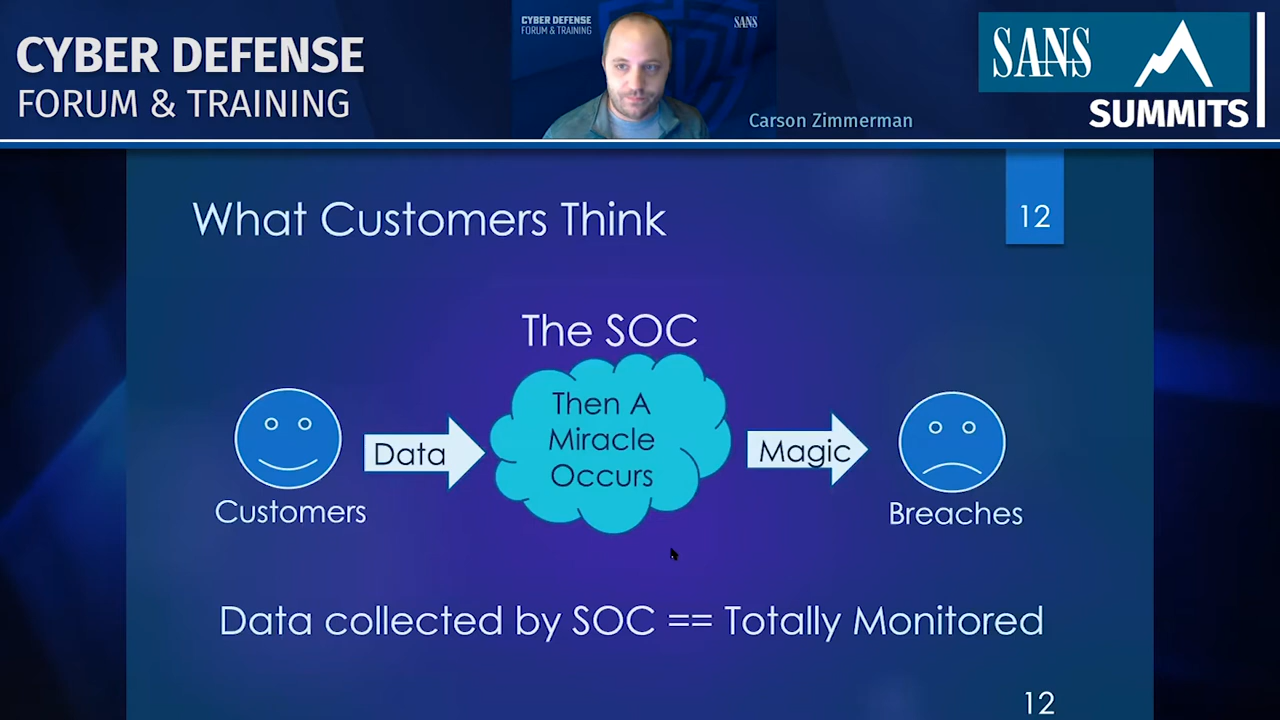 CYBER DEFENSE
FORUM & TRAINING
CYBER DEFENSE
FORUM & TRAINING
SANS
Carson Zimmerman
SANS
SUMMITS
What Customers Think
12
The SOC
Then A
Miracle
Occurs
Data
Magic
Customers
Breaches
Data collected by SOC == Totally Monitored
12